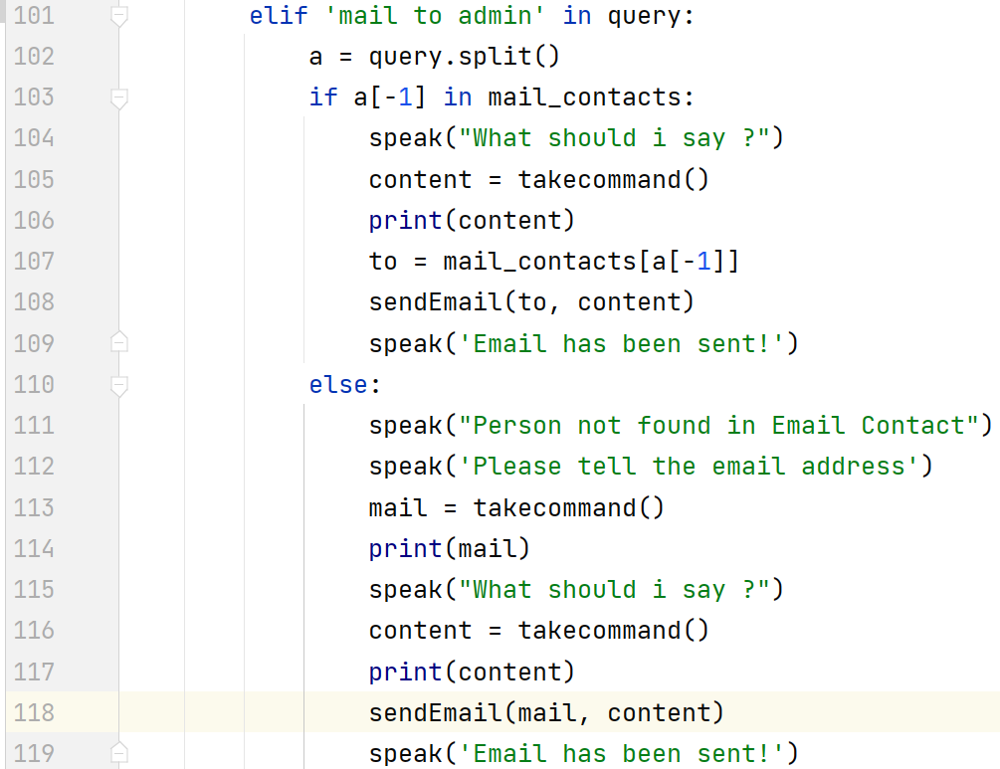 101 elif 'mail to admin' in query:
102 a = query.split()
103 if a[-1] in mail_contacts:
104 speak("What should i say ?")
105 content = takecommand()
106 print(content)
107 to = mail_contacts[a[-1]]
108 sendEmail(to, content)
109 speak('Email has been sent!')
110 else:
111 speak("Person not found in Email Contact")
112 speak('Please tell the email address')
113 mail = takecommand()
114 print(mail)
115 speak("What should i say ?")
116 content = takecommand()
117 print(content)
118 sendEmail(mail, content)
119 speak('Email has been sent!')